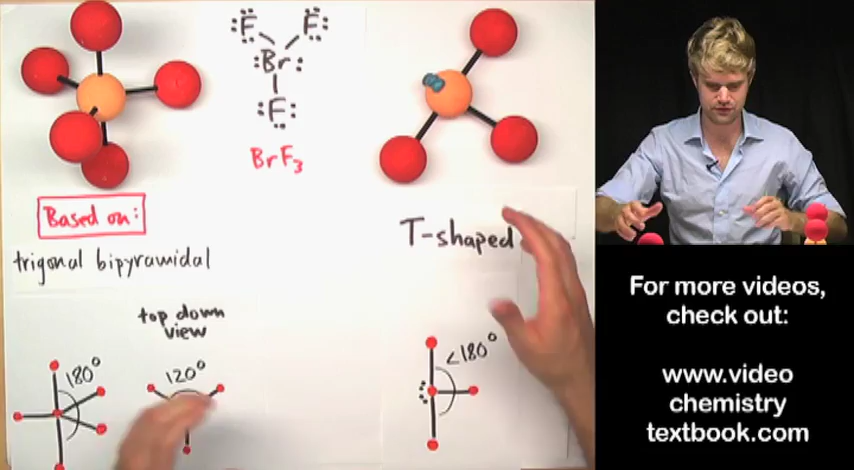 :F: :F:
:Br:
:F:
BrF3
Based on:
trigonal bipyramidal
T-shaped
top down
view
180°
120°
<180°
For more videos,
check out:
www.video
chemistry
textbook.com